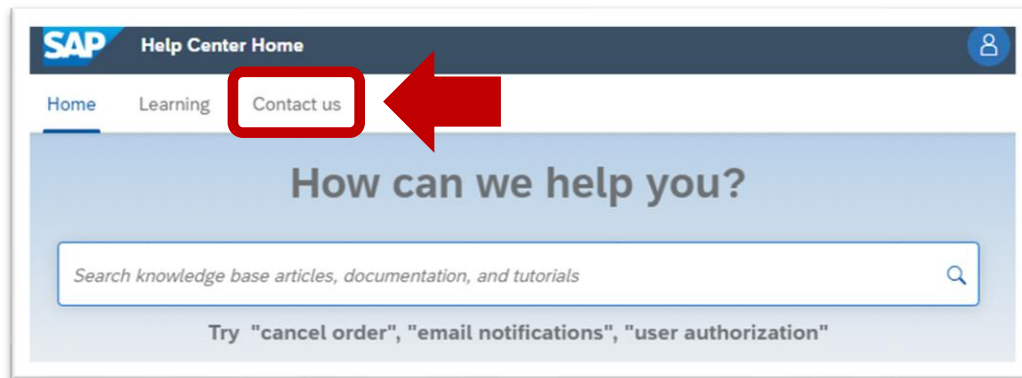 SAP Help Center Home
Home Learning Contact us
How can we help you?
Search knowledge base articles, documentation, and tutorials
Try "cancel order", "email notifications", "user authorization"